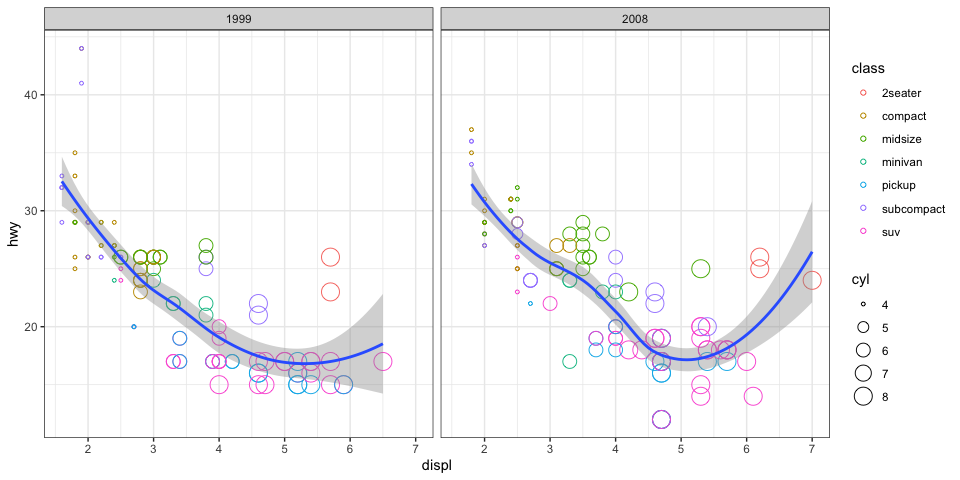 1999 2008
hwy
40
30
20
2 3 4 5 6 7 2 3 4 5 6 7
displ
class
2seater
compact
midsize
minivan
pickup
subcompact
suv
cyl
4
5
6
7
8